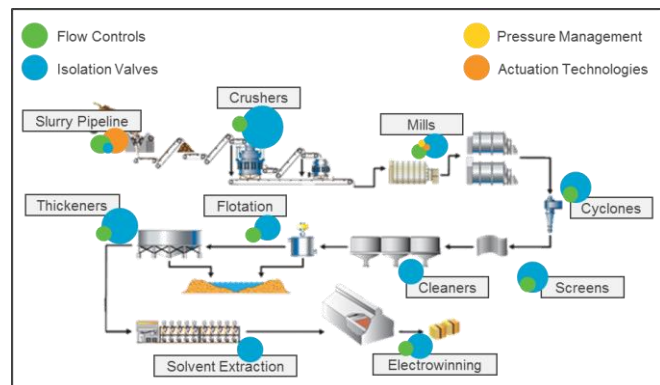 Flow Controls
Pressure Management
Isolation Valves
Actuation Technologies
Crushers
Slurry Pipeline
Mills
Thickeners
Flotation
Cyclones
Cleaners
Screens
Solvent Extraction
Electrowinning